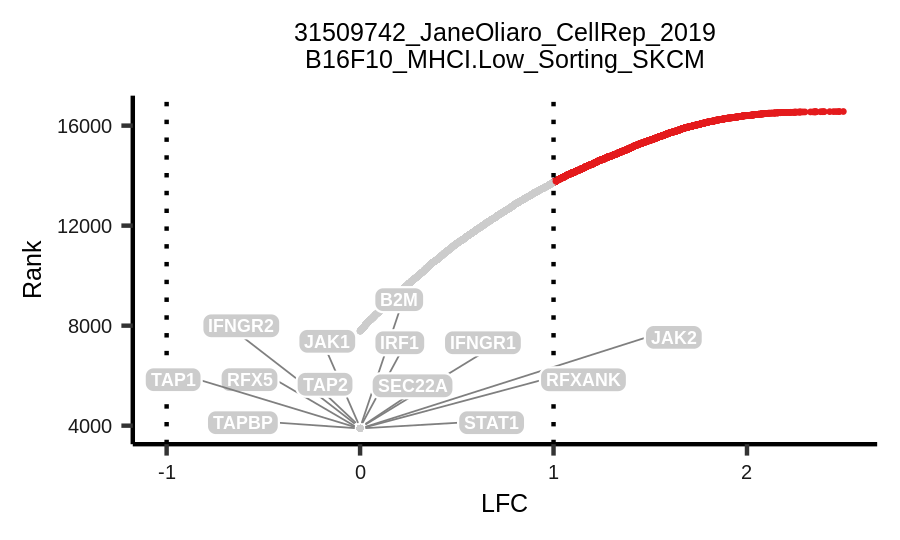 31509742_JaneOliaro_CellRep_2019
B16F10_MHCI.Low_Sorting_SKCM
Rank
16000
12000
8000
4000
B2M
IFNGR2
JAK1
IRF1
IFNGR1
JAK2
TAP1
RFX5
TAP2
SEC22A
RFXANK
TAPBP
STAT1
-1
0
1
2
LFC